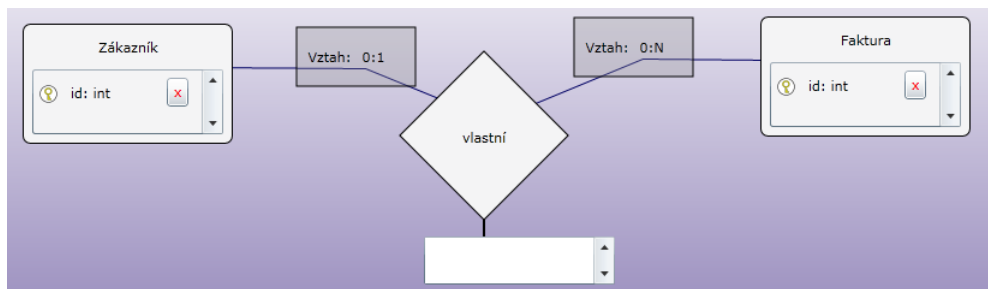 Zákazník
id: int
x
Vztah: 0:1
vlastní
Vztah: 0:N
Faktura
id: int
x